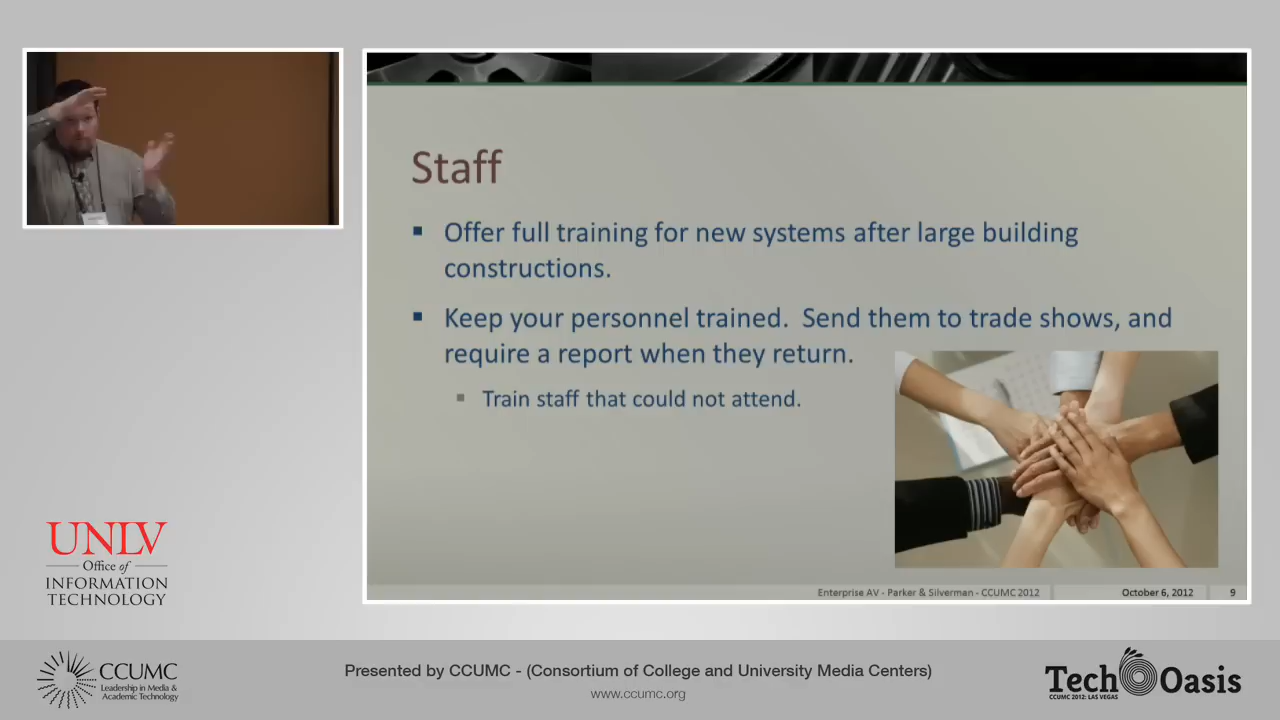 Staff
Offer full training for new systems after large building
constructions.
Keep your personnel trained. Send them to trade shows, and
require a report when they return.
Train staff that could not attend.
Enterprise AV - Parker & Silverman - CCUMC 2012
October 6, 2012
9
UNLV
Office of
INFORMATION
TECHNOLOGY
CCUMC
Leadership in Media &
Academic Technology
Presented by CCUMC - (Consortium of College and University Media Centers)
www.ccumc.org
Tech Oasis
CCUMC 2012: LAS VEGAS